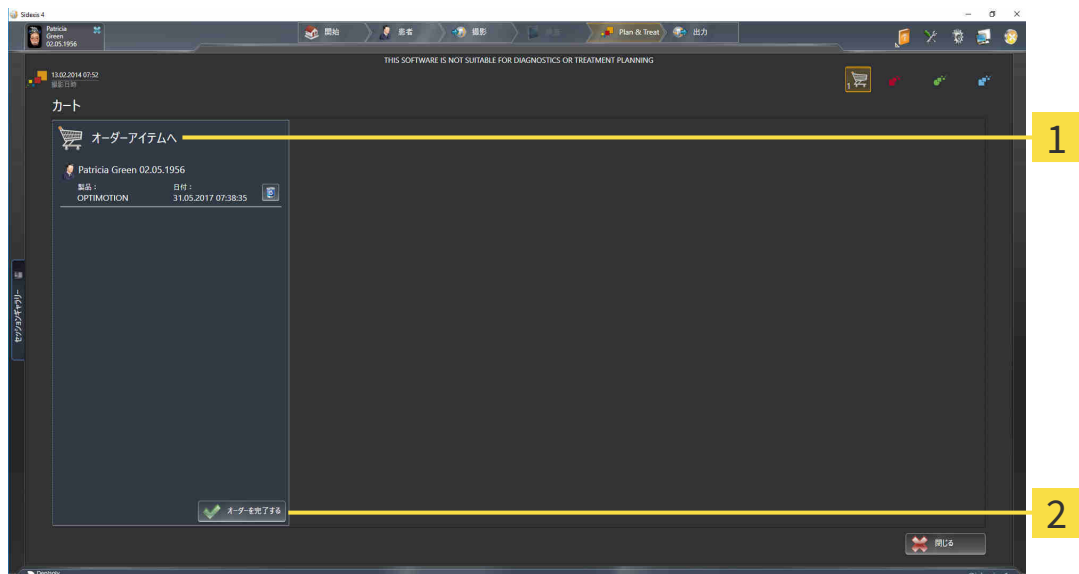 Sidexis 4
Patricia
Green
02.05.1956
開始
患者
撮影
Plan & Treat
出力
THIS SOFTWARE IS NOT SUITABLE FOR DIAGNOSTICS OR TREATMENT PLANNING
13.02.2014 07:52
撮影日時
1
カート
オーダーアイテムへ
1
Patricia Green 02.05.1956
製品： 日付：
OPTIMOTION 31.05.2017 07:38:35
オーダーを完了する
2
閉じる